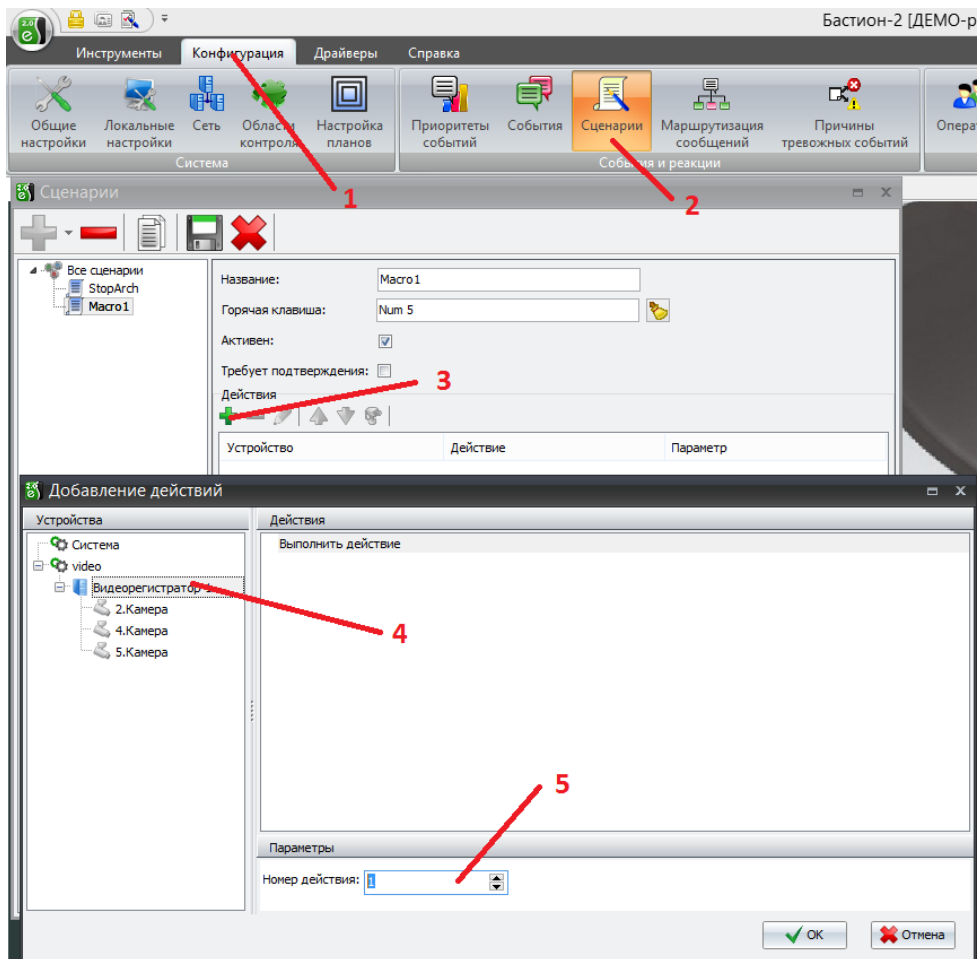 2.0
Бастион-2 [ДЕМО-р
Инструменты Конфигурация Драйверы Справка
Общие настройки
Локальные настройки
Сеть
Области контроля
Настройка планов
Приоритеты событий
События
Сценарии
Маршрутизация сообщений
Причины тревожных событий
Опера
Система
События и реакции
1
2
Сценарии
Все сценарии
StopArch
Macro1
Название: Macro1
Горячая клавиша: Num 5
Активен:
Требует подтверждения:
3
Действия
Устройство Действие Параметр
Добавление действий
Устройства
Действия
Система
video
Видеорегистратор 1
2.Камера
4.Камера
5.Камера
Выполнить действие
4
5
Параметры
Номер действия: 1
OK
Отмена